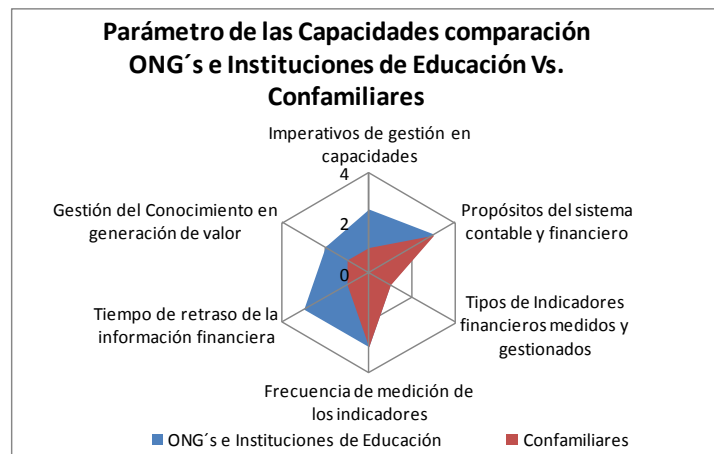 Parámetro de las Capacidades comparación
ONG´s e Instituciones de Educación Vs.
Confamiliares
Imperativos de gestión en
capacidades
4
Propósitos del sistema
contable y financiero
Gestión del Conocimiento en
generación de valor
2
0
Tipos de Indicadores
financieros medidos y
gestionados
Tiempo de retraso de la
información financiera
Frecuencia de medición de
los indicadores
ONG´s e Instituciones de Educación
Confamiliares